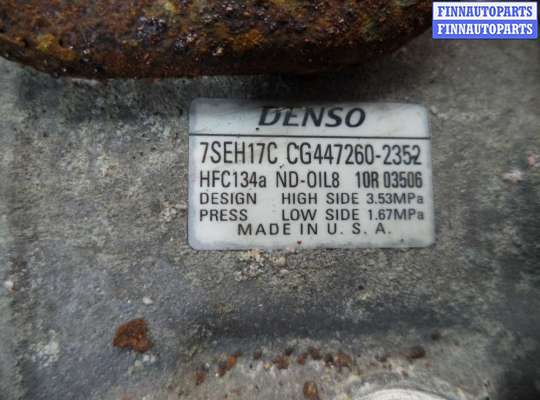 FINNAUTOPARTS
FINNAUTOPARTS
DENSO
7SEH17C CG447260-2352
HFC134a ND-OIL8 10R 03506
DESIGN HIGH SIDE 3.53MPa
PRESS LOW SIDE 1.67MPa
MADE IN U. S. A.